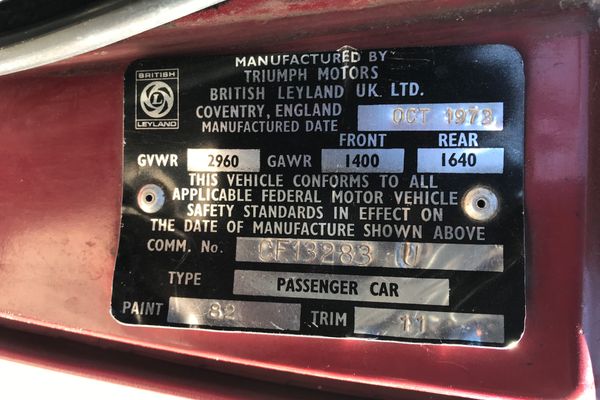 MANUFACTURED BY
TRIUMPH MOTORS
BRITISH LEYLAND UK. LTD.
COVENTRY, ENGLAND
MANUFACTURED DATE OCT 1973
BRITISH
L
LEYLAND
FRONT REAR
GVWR 2960 GAWR 1400 1640
THIS VEHICLE CONFORMS TO ALL
APPLICABLE FEDERAL MOTOR VEHICLE
SAFETY STANDARDS IN EFFECT ON
THE DATE OF MANUFACTURE SHOWN ABOVE
COMM. No. CF13283 U
TYPE PASSENGER CAR
PAINT 82 TRIM 11